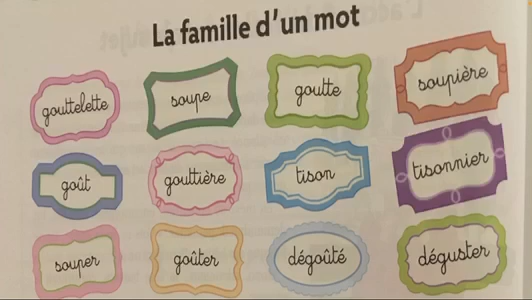 La famille d'un mot
gouttelette soupe goutte soupière
goût gouttière tison tisonnier
souper goûter dégoûté déguster